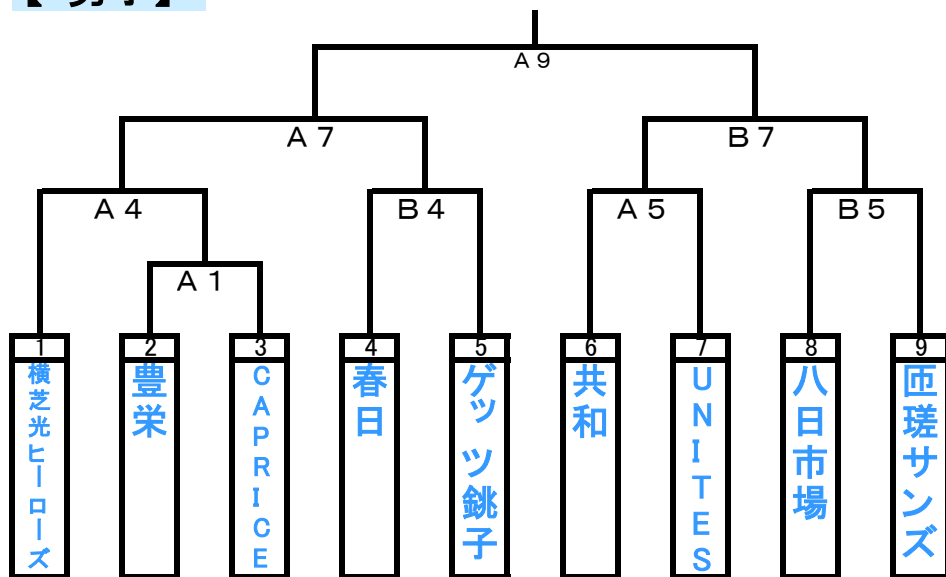 【 男子】
A9
A7
B7
A4
B4
A5
B5
A1
1
2
3
4
5
6
7
8
9
横芝光ヒーローズ
豊栄
CAPRICE
春日
ゲッツ銚子
共和
UNITES
八日市場
匝瑳サンズ